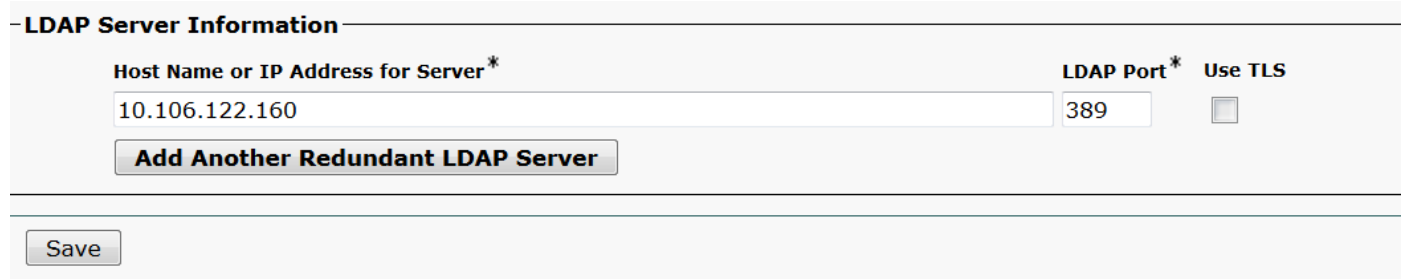 LDAP Server Information
Host Name or IP Address for Server* LDAP Port* Use TLS
10.106.122.160 389
Add Another Redundant LDAP Server
Save